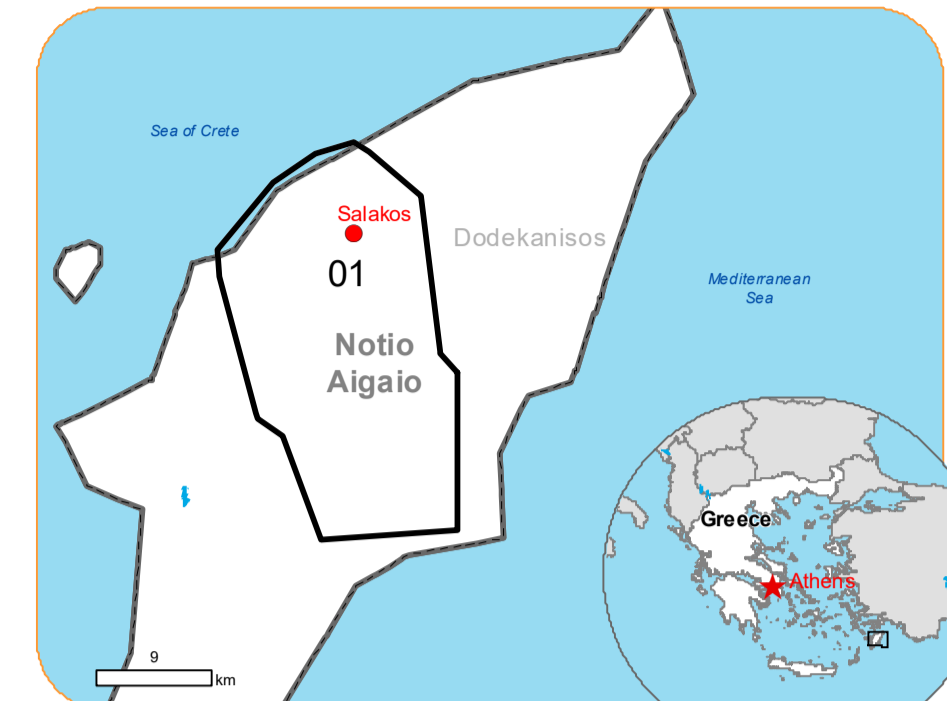 Sea of Crete
Salakos
Dodekanisos
01
Mediterranean
Sea
Notio
Aigaio
Greece
Athens
9
km